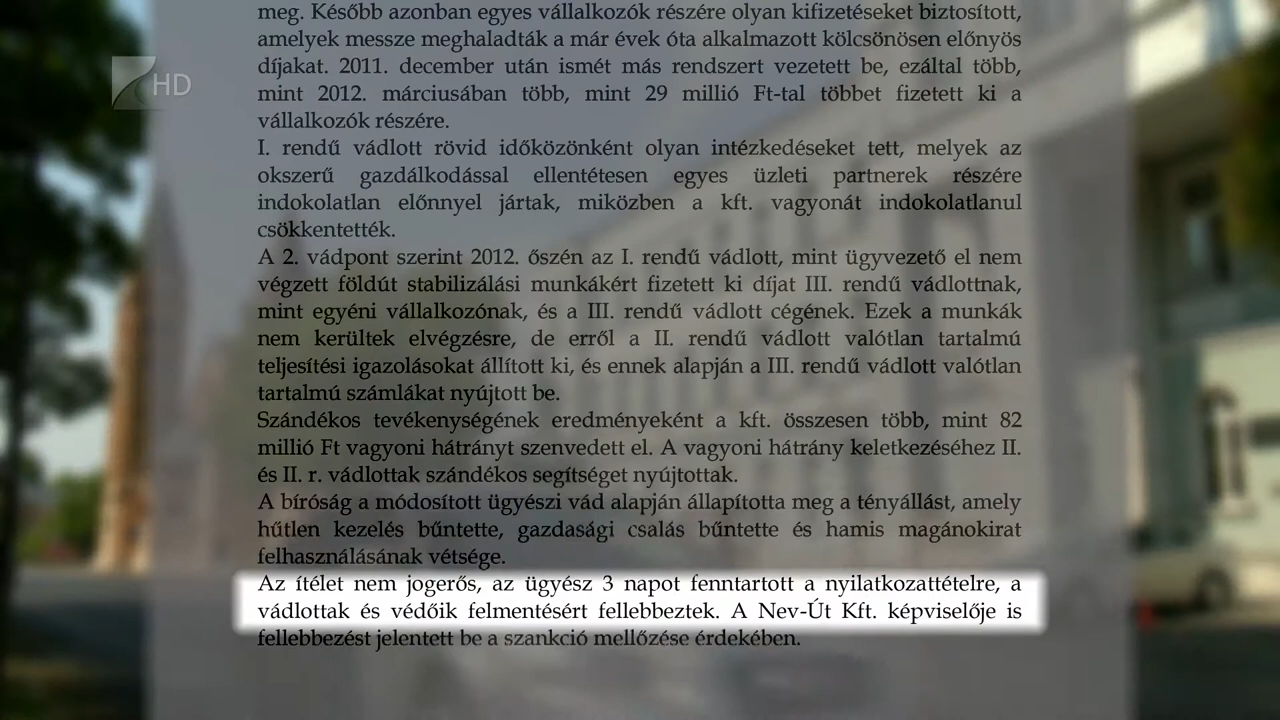 meg. Később azonban egyes vállalkozók részére olyan kifizetéseket biztosított,
amelyek messze meghaladták a már évek óta alkalmazott kölcsönösen előnyös
díjakat. 2011. december után ismét más rendszert vezetett be, ezáltal több,
mint 2012. márciusában több, mint 29 millió Ft-tal többet fizetett ki a
vállalkozók részére.
I. rendű vádlott rövid időközönként olyan intézkedéseket tett, melyek az
okszerű gazdálkodással ellentétesen egyes üzleti partnerek részére
indokolatlan előnnyel jártak, miközben a kft. vagyonát indokolatlanul
csökkentették.
A 2. vádpont szerint 2012. őszén az I. rendű vádlott, mint ügyvezető el nem
végzett földút stabilizálási munkákért fizetett ki díjat III. rendű vádlottnak,
mint egyéni vállalkozónak, és a III. rendű vádlott cégének. Ezek a munkák
nem kerültek elvégzésre, de erről a II. rendű vádlott valótlan tartalmú
teljesítési igazolásokat állított ki, és ennek alapján a III. rendű vádlott valótlan
tartalmú számlákat nyújtott be.
Szándékos tevékenységének eredményeként a kft. összesen több, mint 82
millió Ft vagyoni hátrányt szenvedett el. A vagyoni hátrány keletkezéséhez II.
és II. r. vádlottak szándékos segítséget nyújtottak.
A bíróság a módosított ügyészi vád alapján állapította meg a tényállást, amely
hűtlen kezelés bűntette, gazdasági csalás bűntette és hamis magánokirat
felhasználásának vétsége.
Az ítélet nem jogerős, az ügyész 3 napot fenntartott a nyilatkozattételre, a
vádlottak és védőik felmentésért fellebbeztek. A Nev-Út Kft. képviselője is
fellebbezést jelentett be a szankció mellőzése érdekében.
HD